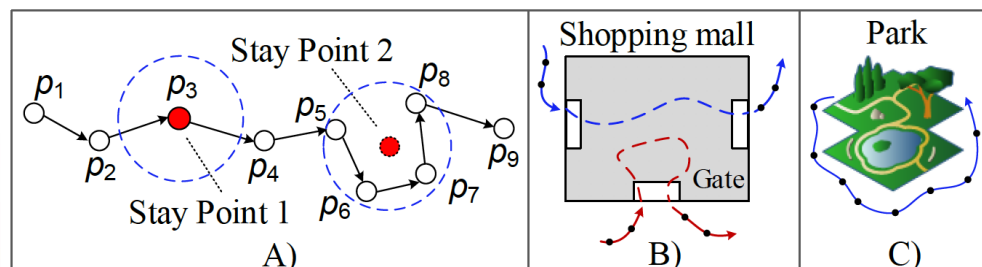 p1
p2
p3
Stay Point 1
p4
Stay Point 2
p5
p6
p7
p8
p9
A)
Shopping mall
Gate
B)
Park
C)